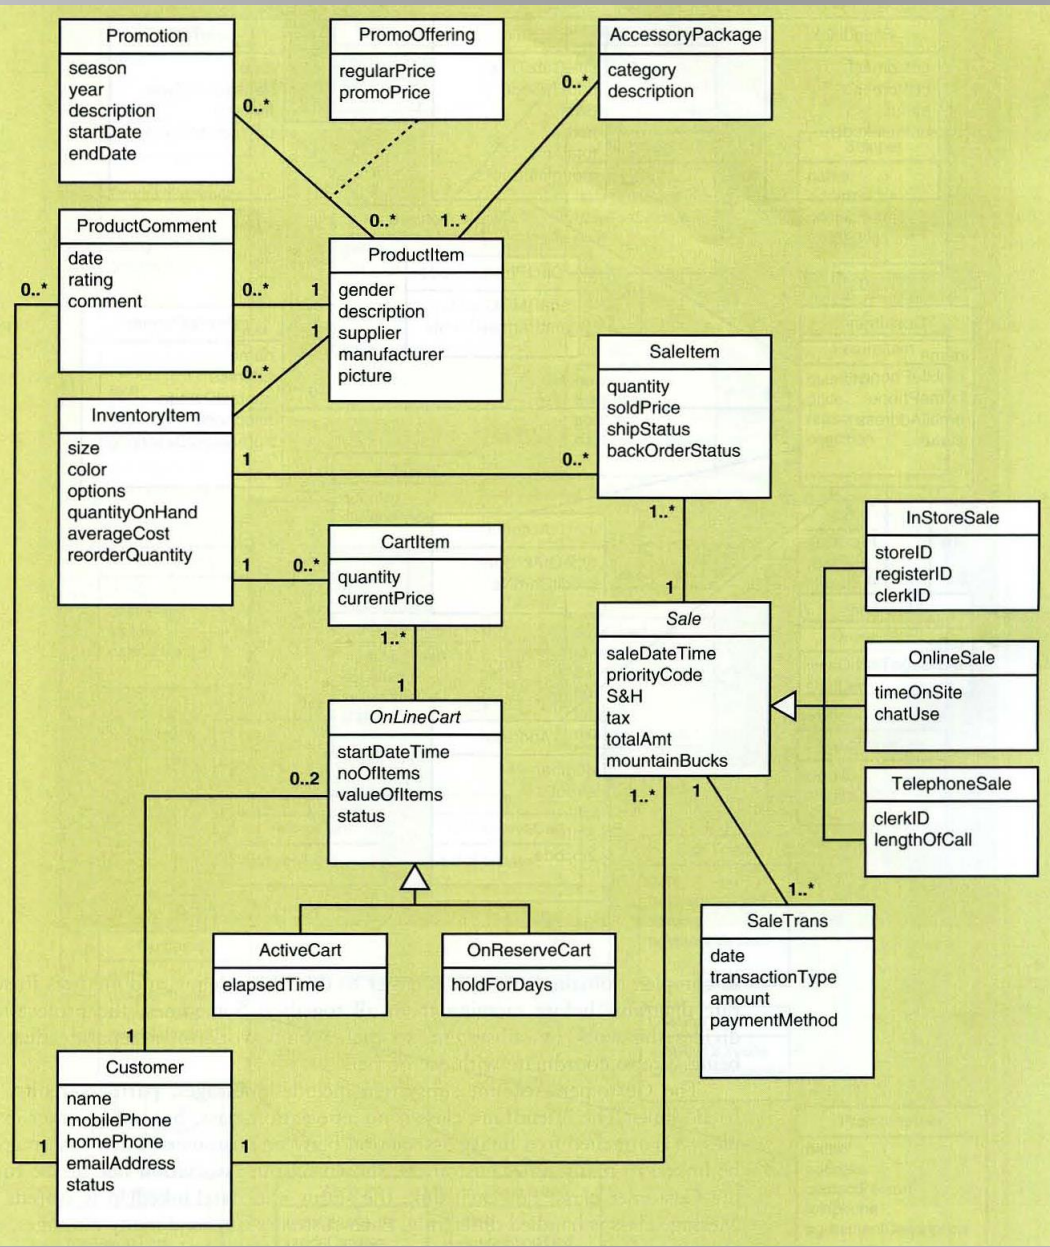 Promotion
season
year
description
startDate
endDate
0..*
PromoOffering
regularPrice
promoPrice
AccessoryPackage
category
description
0..*
0..*
1..*
ProductComment
date
rating
comment
0..*
0..*
1
1
0..*
ProductItem
gender
description
supplier
manufacturer
picture
SaleItem
quantity
soldPrice
shipStatus
backOrderStatus
InventoryItem
size
color
options
quantityOnHand
averageCost
reorderQuantity
1
0..*
1
0..*
CartItem
quantity
currentPrice
1..*
1
1..*
1
Sale
saleDateTime
priorityCode
S&H
tax
totalAmt
mountainBucks
InStoreSale
storeID
registerID
clerkID
OnlineSale
timeOnSite
chatUse
TelephoneSale
clerkID
lengthOfCall
OnLineCart
startDateTime
noOfItems
valueOfItems
status
0..2
1..*
1
1..*
ActiveCart
elapsedTime
OnReserveCart
holdForDays
SaleTrans
date
transactionType
amount
paymentMethod
1
Customer
name
mobilePhone
homePhone
emailAddress
status
1
1